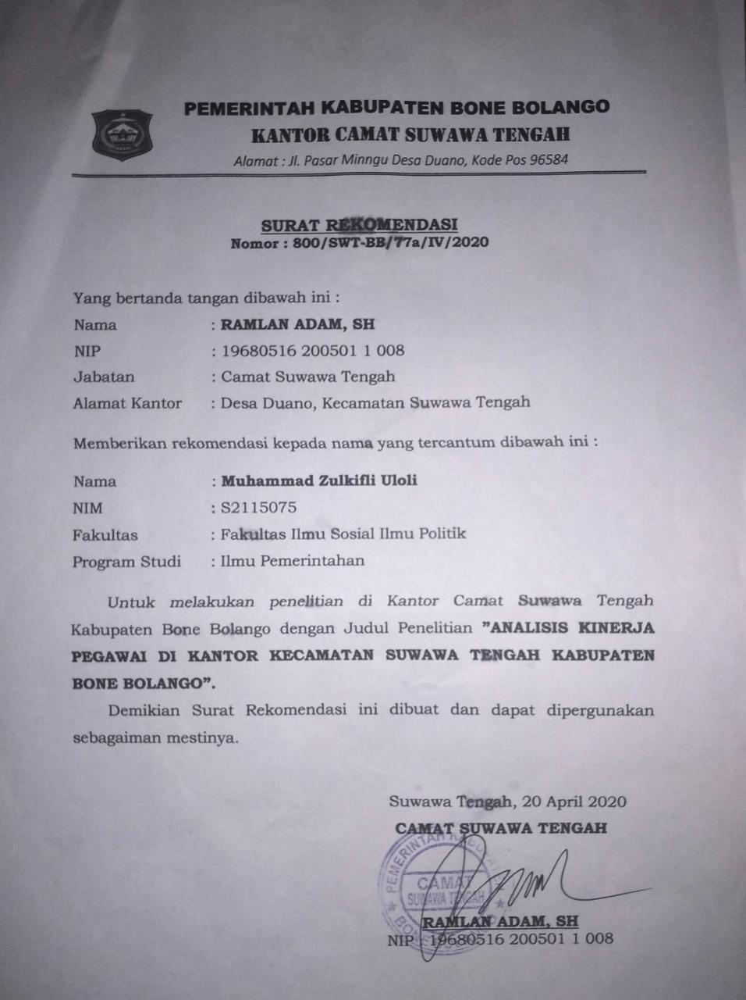 PEMERINTAH KABUPATEN BONE BOLANGO
KANTOR CAMAT SUWAWA TENGAH
Alamat : Jl. Pasar Minngu Desa Duano, Kode Pos 96584
SURAT REKOMENDASI
Nomor : 800/SWT-BB/77a/IV/2020
Yang bertanda tangan dibawah ini :
Nama : RAMLAN ADAM, SH
NIP : 19680516 200501 1 008
Jabatan : Camat Suwawa Tengah
Alamat Kantor : Desa Duano, Kecamatan Suwawa Tengah
Memberikan rekomendasi kepada nama yang tercantum dibawah ini :
Nama : Muhammad Zulkifli Uloli
NIM : S2115075
Fakultas : Fakultas Ilmu Sosial Ilmu Politik
Program Studi : Ilmu Pemerintahan
Untuk melakukan penelitian di Kantor Camat Suwawa Tengah
Kabupaten Bone Bolango dengan Judul Penelitian ”ANALISIS KINERJA
PEGAWAI DI KANTOR KECAMATAN SUWAWA TENGAH KABUPATEN
BONE BOLANGO”.
Demikian Surat Rekomendasi ini dibuat dan dapat dipergunakan
sebagaiman mestinya.
Suwawa Tengah, 20 April 2020
CAMAT SUWAWA TENGAH
PEMERINTAH KABUPATEN
CAMAT
SUWAWA TENGAH
BONE
RAMLAN ADAM, SH
NIP : 19680516 200501 1 008